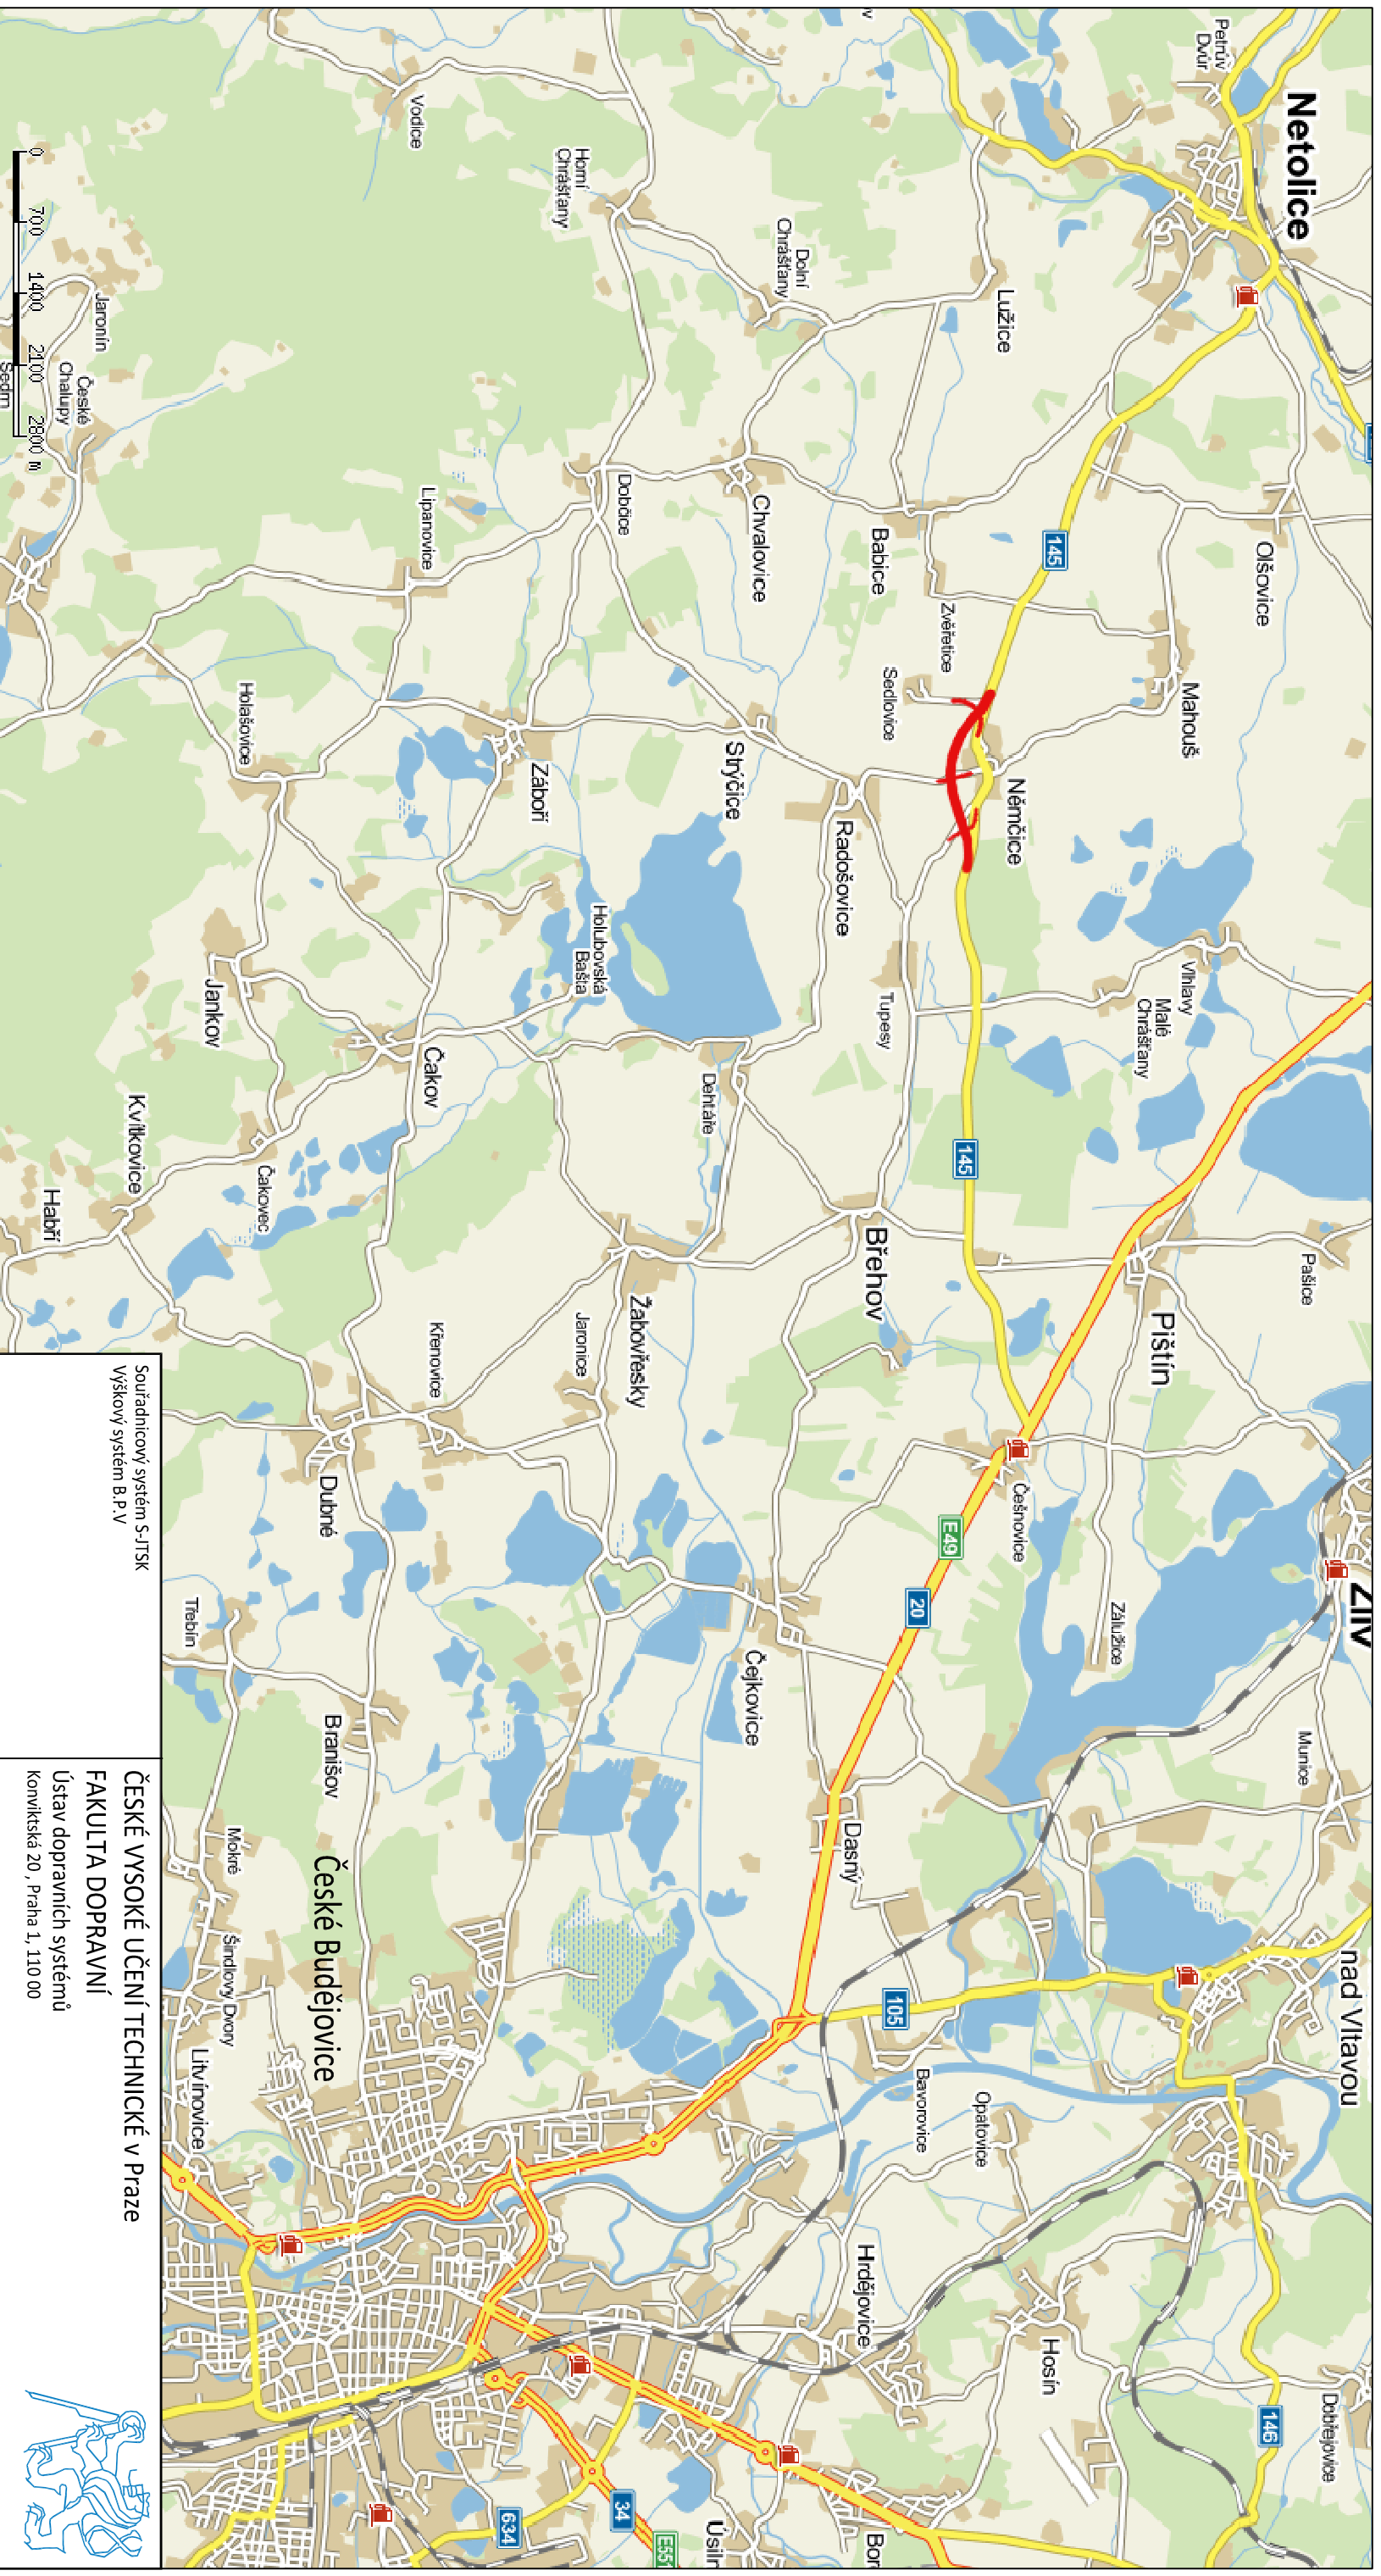 Netolice
Petrův
Dvůr
Vodice
Horní
Chrášťany
Dolní
Chrášťany
Lužice
Olšovice
145
Babice
Chvalovice
Dobčice
Lipanovice
Jaronín
České
Chalupy
0 700 1400 2100 2800 m
Zvěřetice
Sedlovice
Mahouš
Němčice
Strýčice
Radošovice
Záboří
Holašovice
Holubovská
Bašta
Tupesy
Vlhlavy
Malé
Chrášťany
Jankov
Čakov
Dehtáře
145
Kvítkovice
Čakovec
Habří
Břehov
Pašice
Pištín
Žabovřesky
Jaronice
Křenovice
Dubné
Češnovice
E49
20
Zliv
Zálužice
Třebín
Čejkovice
Branišov
Munice
Dasný
Mokré
Šindlovy Dvory
České Budějovice
Litvínovice
nad Vltavou
105
Bavorovice
Opatovice
Hrdějovice
Hosín
Dobřejovice
146
34
634
E551
Souřadnicový systém S-JTSK
Výškový systém B.P.V
ČESKÉ VYSOKÉ UČENÍ TECHNICKÉ v Praze
FAKULTA DOPRAVNÍ
Ústav dopravních systémů
Konviktská 20, Praha 1, 110 00